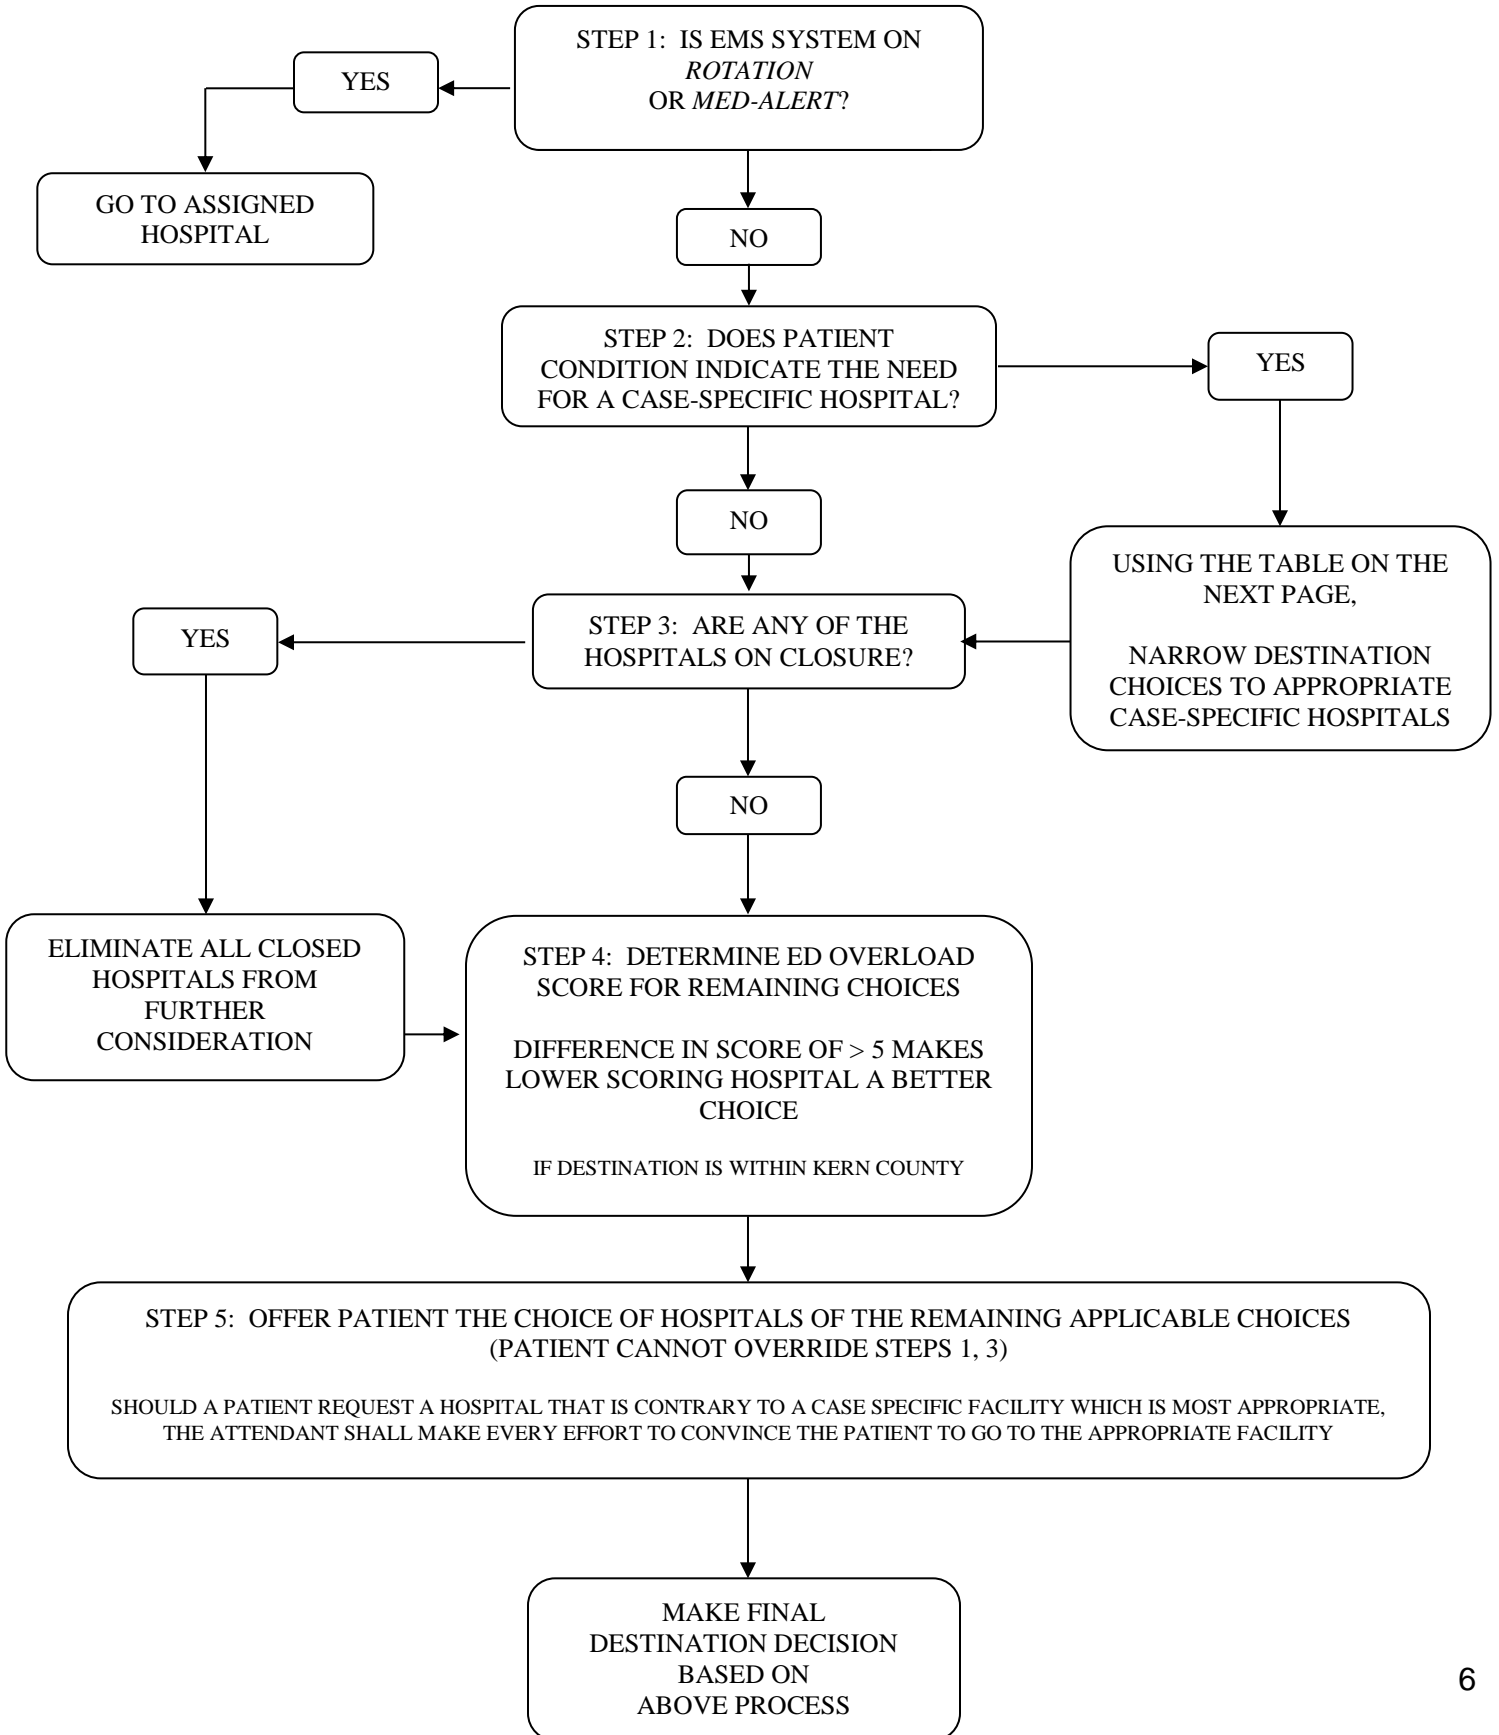 STEP 1: IS EMS SYSTEM ON
ROTATION
OR MED-ALERT?
YES
GO TO ASSIGNED
HOSPITAL
NO
STEP 2: DOES PATIENT
CONDITION INDICATE THE NEED
FOR A CASE-SPECIFIC HOSPITAL?
YES
NO
USING THE TABLE ON THE
NEXT PAGE,
NARROW DESTINATION
CHOICES TO APPROPRIATE
CASE-SPECIFIC HOSPITALS
STEP 3: ARE ANY OF THE
HOSPITALS ON CLOSURE?
YES
NO
ELIMINATE ALL CLOSED
HOSPITALS FROM
FURTHER
CONSIDERATION
STEP 4: DETERMINE ED OVERLOAD
SCORE FOR REMAINING CHOICES
DIFFERENCE IN SCORE OF > 5 MAKES
LOWER SCORING HOSPITAL A BETTER
CHOICE
IF DESTINATION IS WITHIN KERN COUNTY
STEP 5: OFFER PATIENT THE CHOICE OF HOSPITALS OF THE REMAINING APPLICABLE CHOICES
(PATIENT CANNOT OVERRIDE STEPS 1, 3)
SHOULD A PATIENT REQUEST A HOSPITAL THAT IS CONTRARY TO A CASE SPECIFIC FACILITY WHICH IS MOST APPROPRIATE,
THE ATTENDANT SHALL MAKE EVERY EFFORT TO CONVINCE THE PATIENT TO GO TO THE APPROPRIATE FACILITY
MAKE FINAL
DESTINATION DECISION
BASED ON
ABOVE PROCESS
6